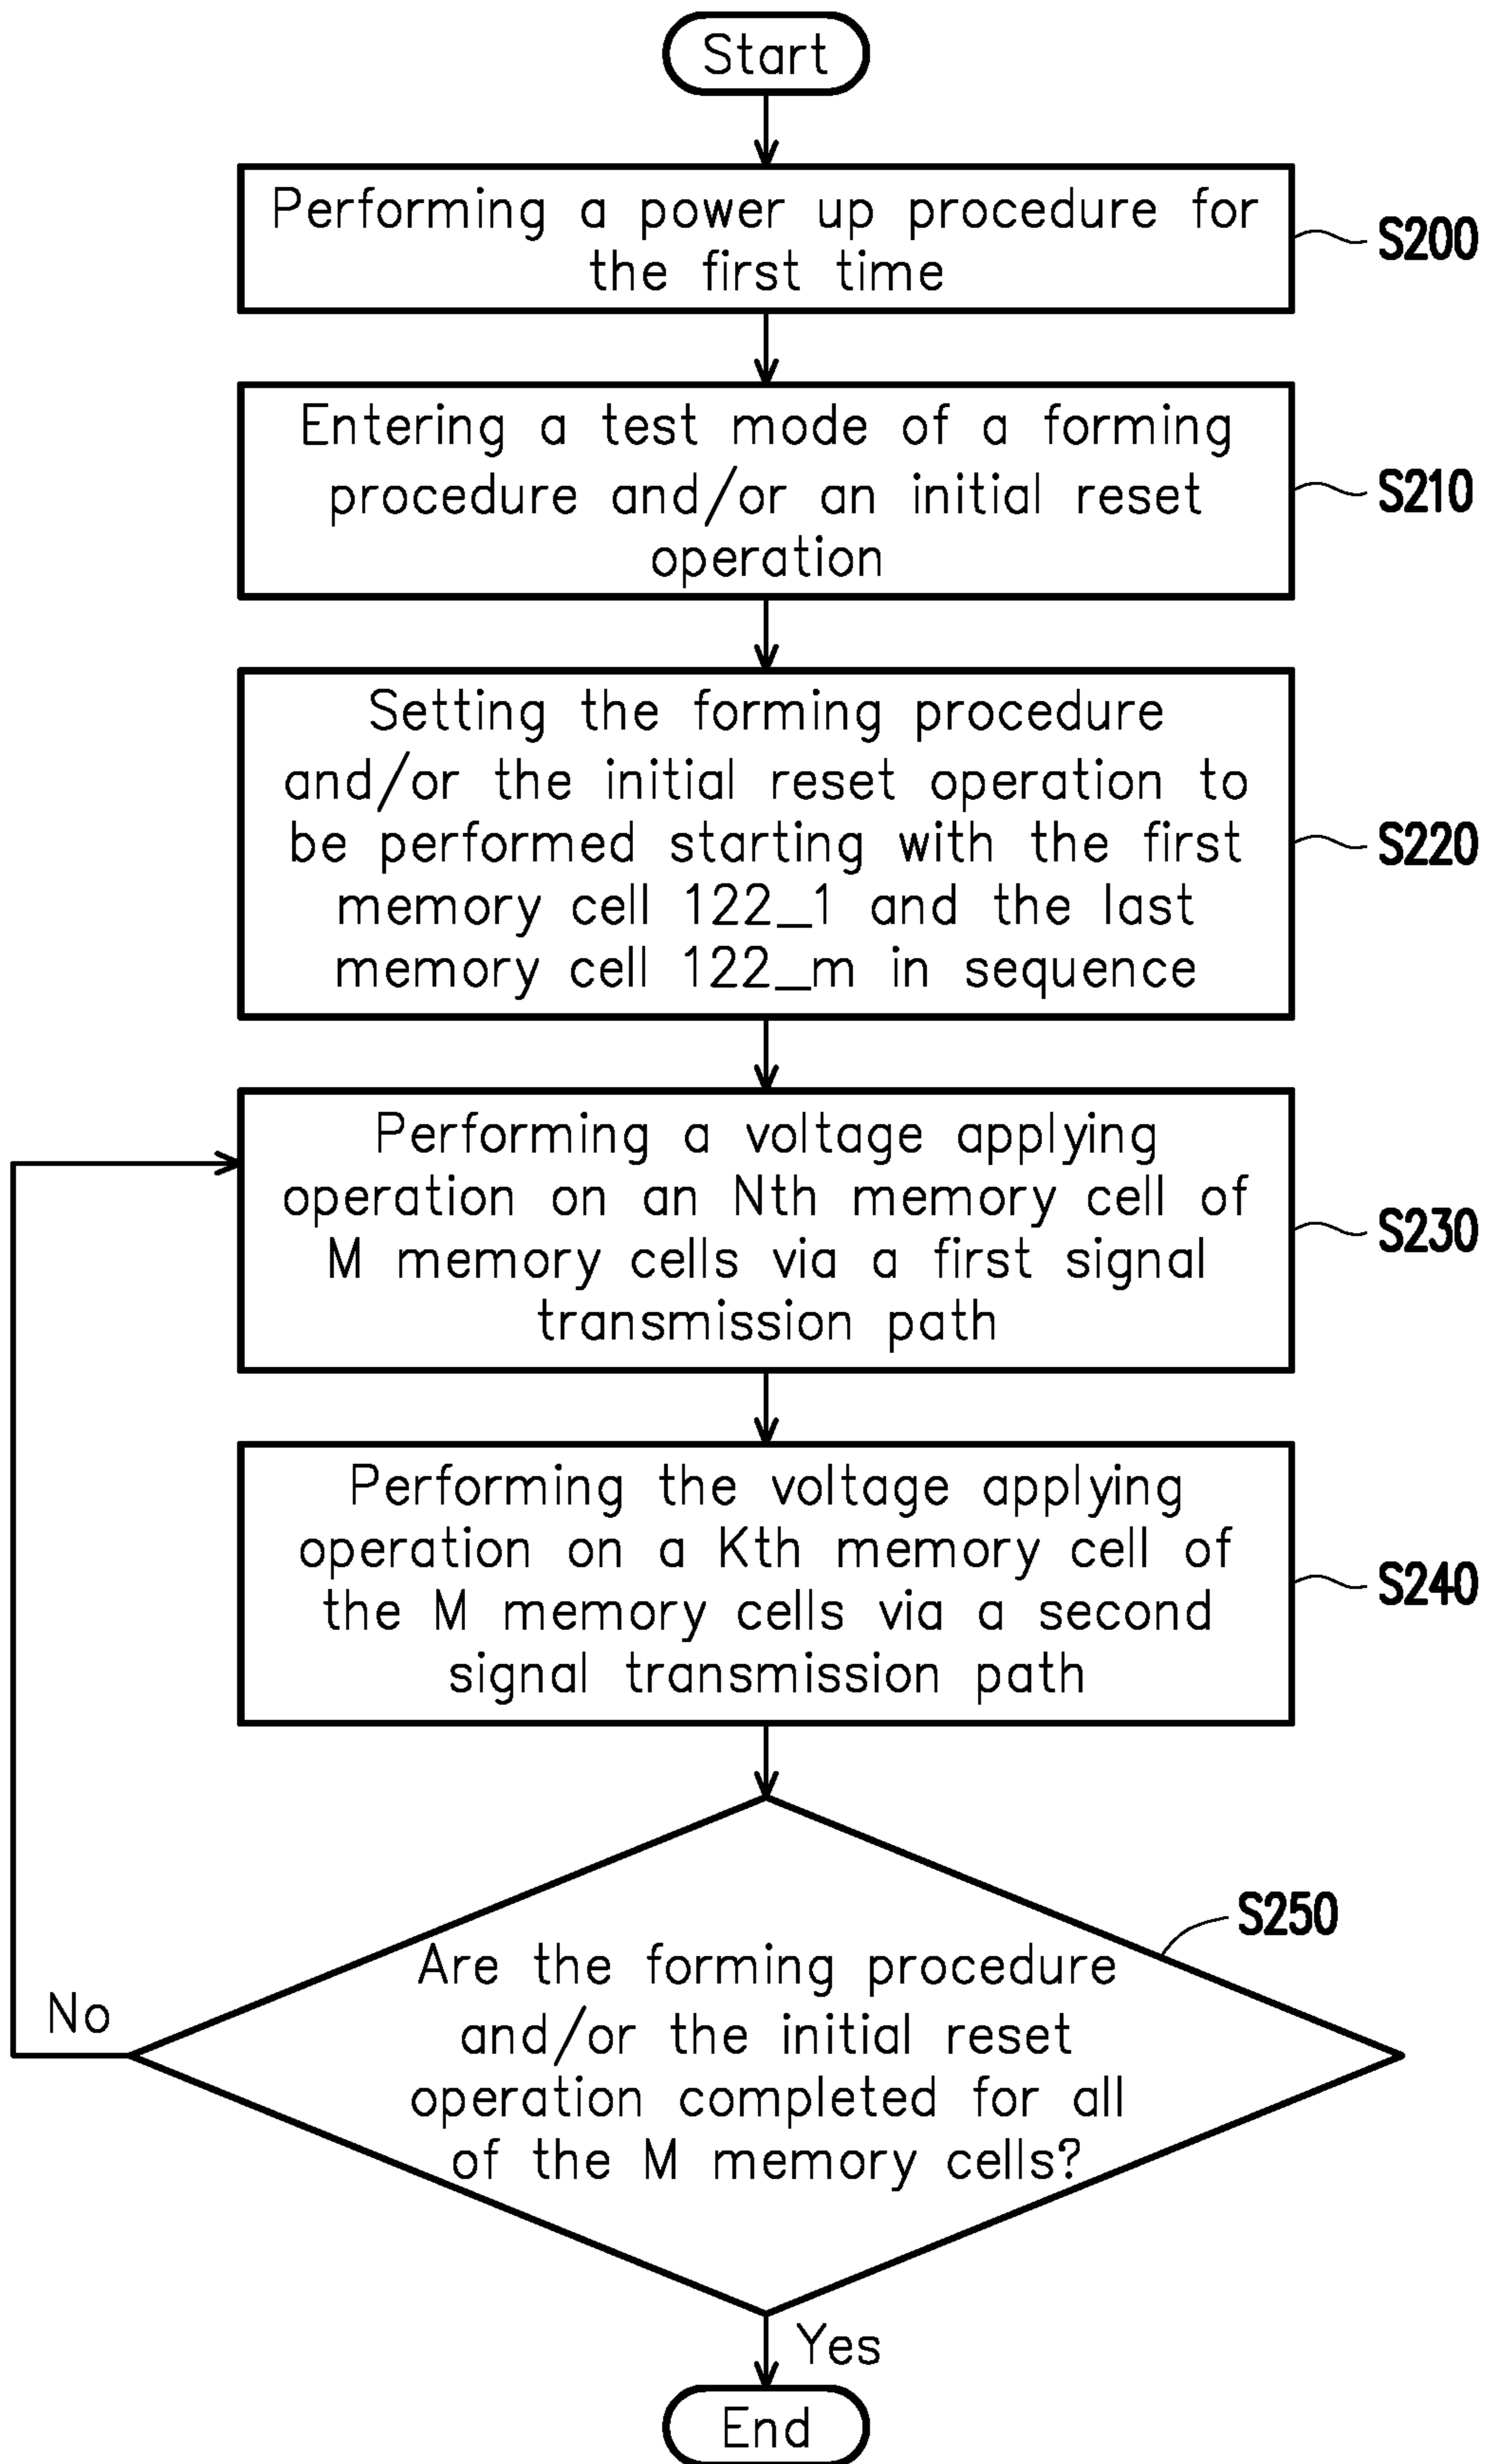 Start
Performing a power up procedure for
the first time
S200
Entering a test mode of a forming
procedure and/or an initial reset
operation
S210
Setting the forming procedure
and/or the initial reset operation to
be performed starting with the first
memory cell 122_1 and the last
memory cell 122_m in sequence
S220
Performing a voltage applying
operation on an Nth memory cell of
M memory cells via a first signal
transmission path
S230
Performing the voltage applying
operation on a Kth memory cell of
the M memory cells via a second
signal transmission path
S240
S250
Are the forming procedure
and/or the initial reset
operation completed for all
of the M memory cells?
No
Yes
End